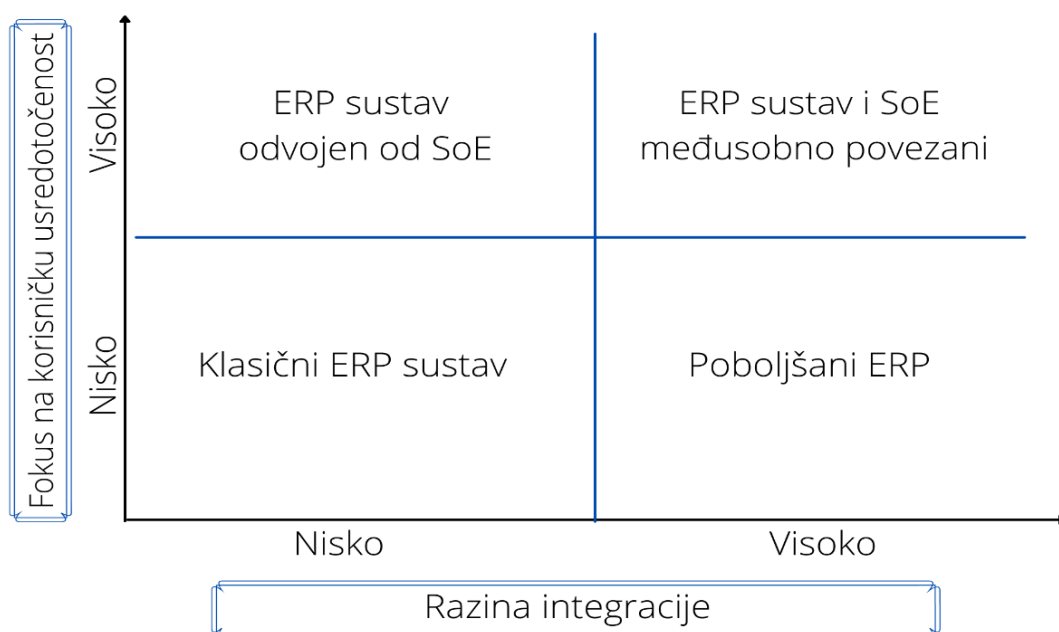 Fokus na korisničku usredotočenost
Visoko
ERP sustav
odvojen od SoE
ERP sustav i SoE
međusobno povezani
Nisko
Klasični ERP sustav
Poboljšani ERP
Nisko
Visoko
Razina integracije